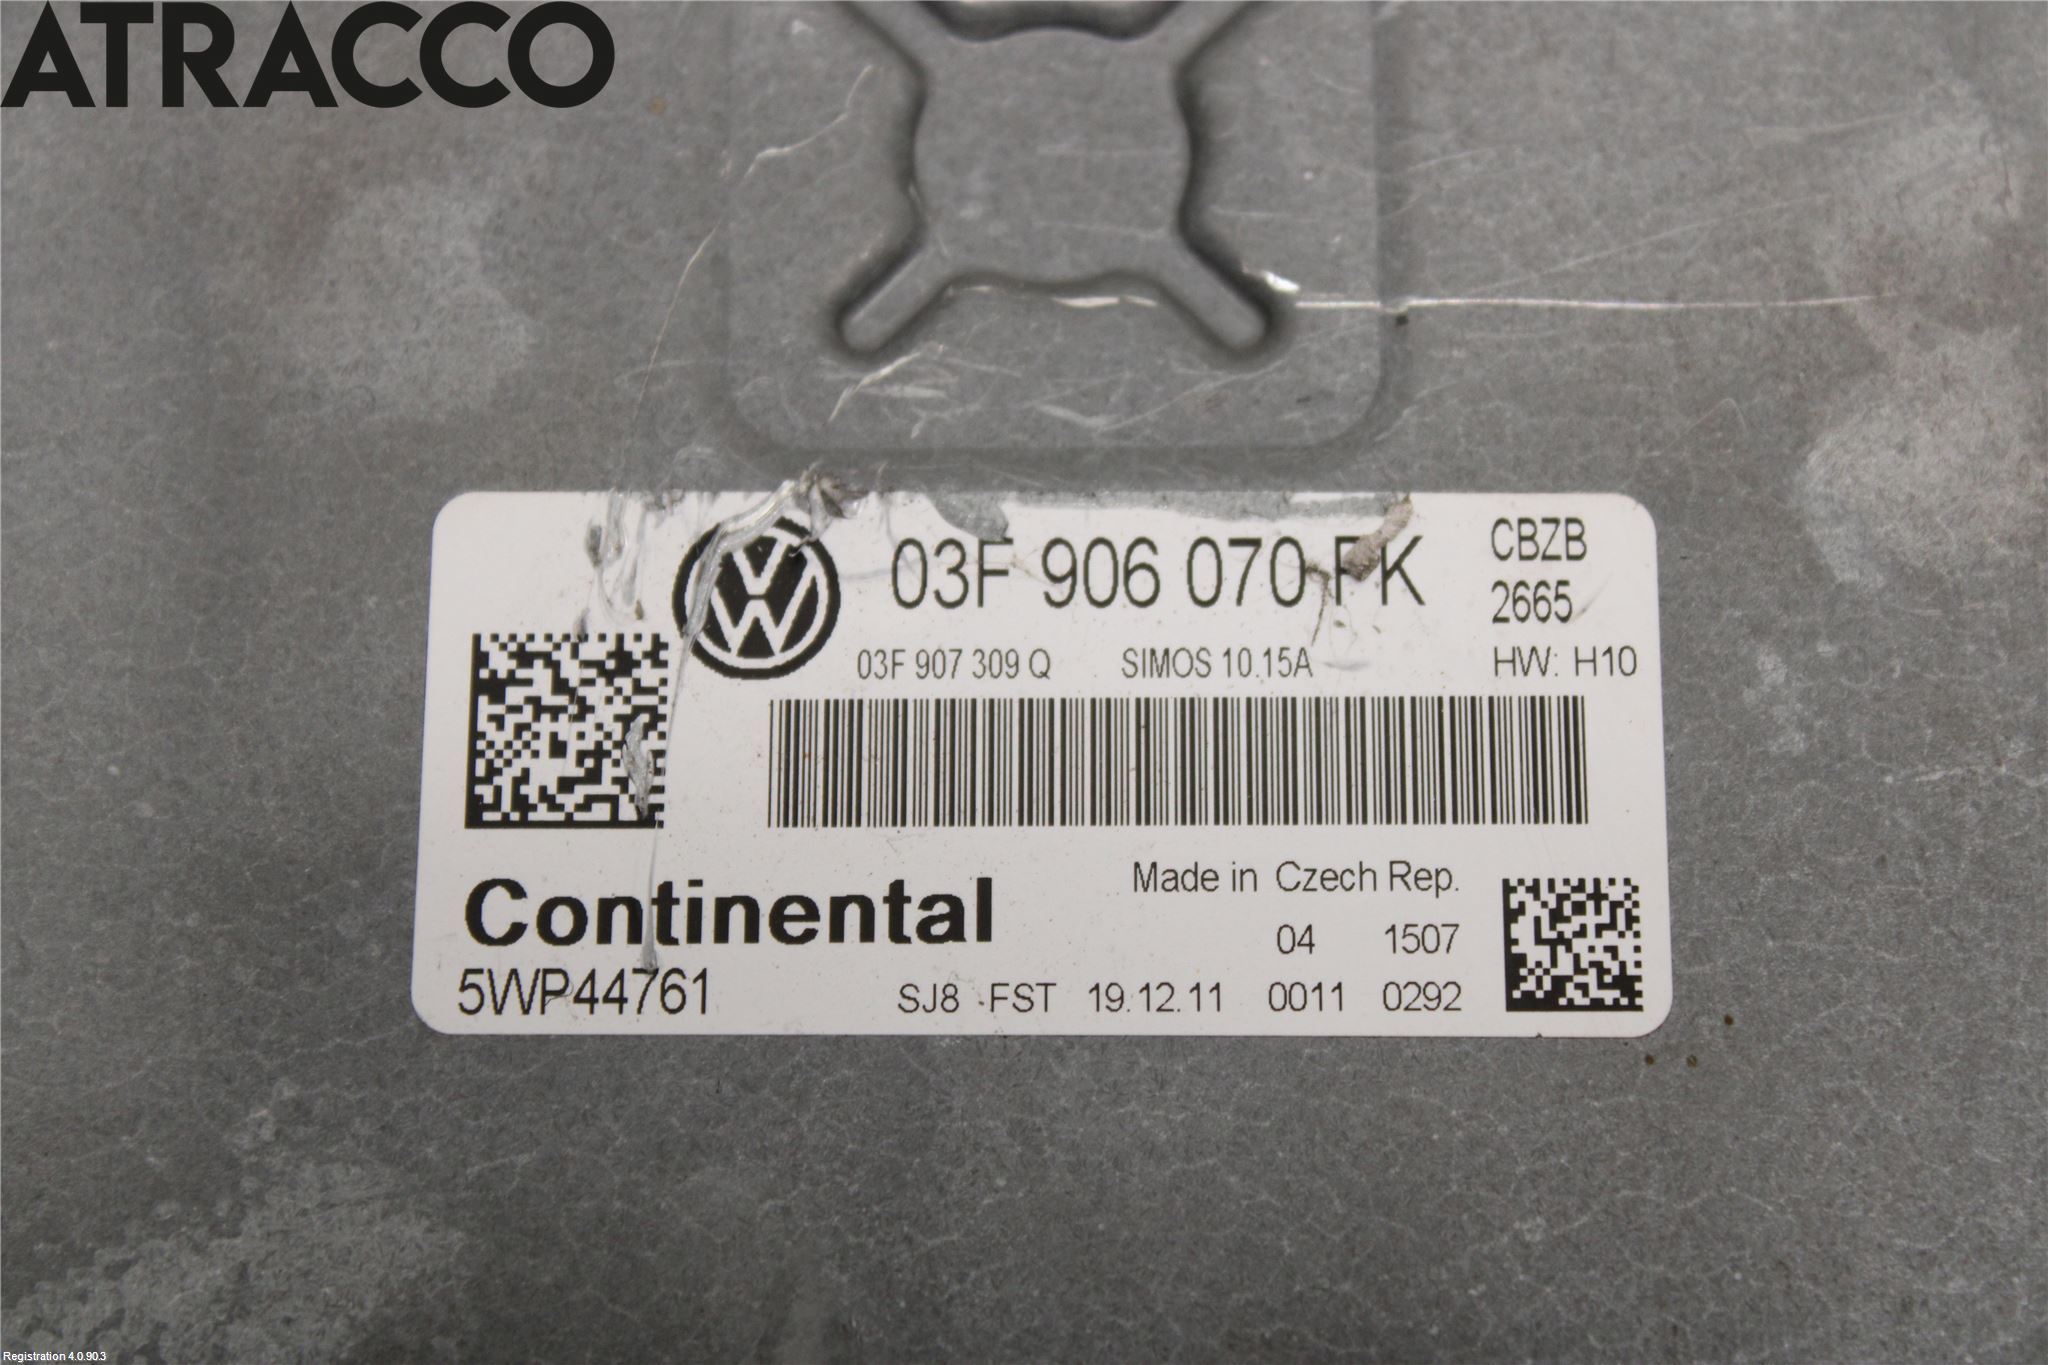 ATRACCO
03F 906 070 FK
CBZB
2665
03F 907 309 Q SIMOS 10.15A HW: H10
Made in Czech Rep.
Continental
04 1507
5WP44761 SJ8 -FST 19.12.11 0011 0292
Registration 4.0.90.3